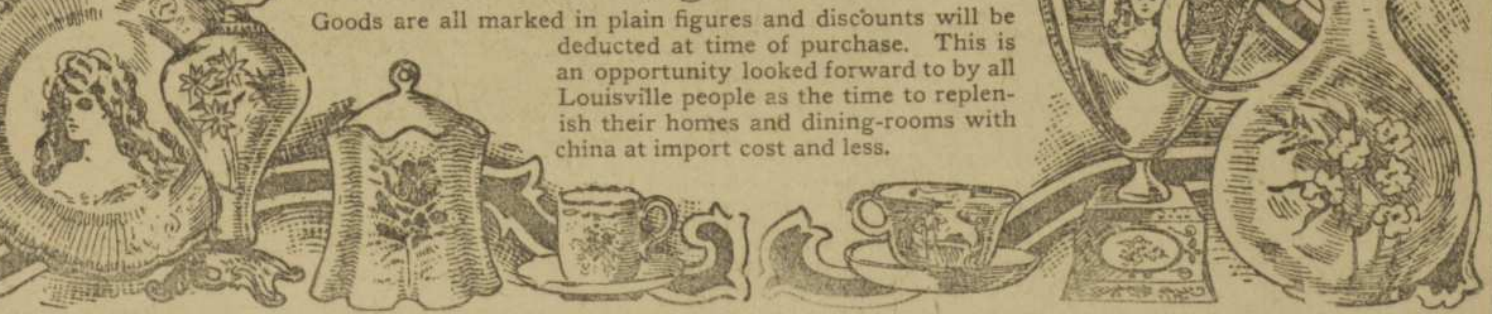 Goods are all marked in plain figures and discounts will be
deducted at time of purchase. This is
an opportunity looked forward to by all
Louisville people as the time to replen-
ish their homes and dining-rooms with
china at import cost and less.